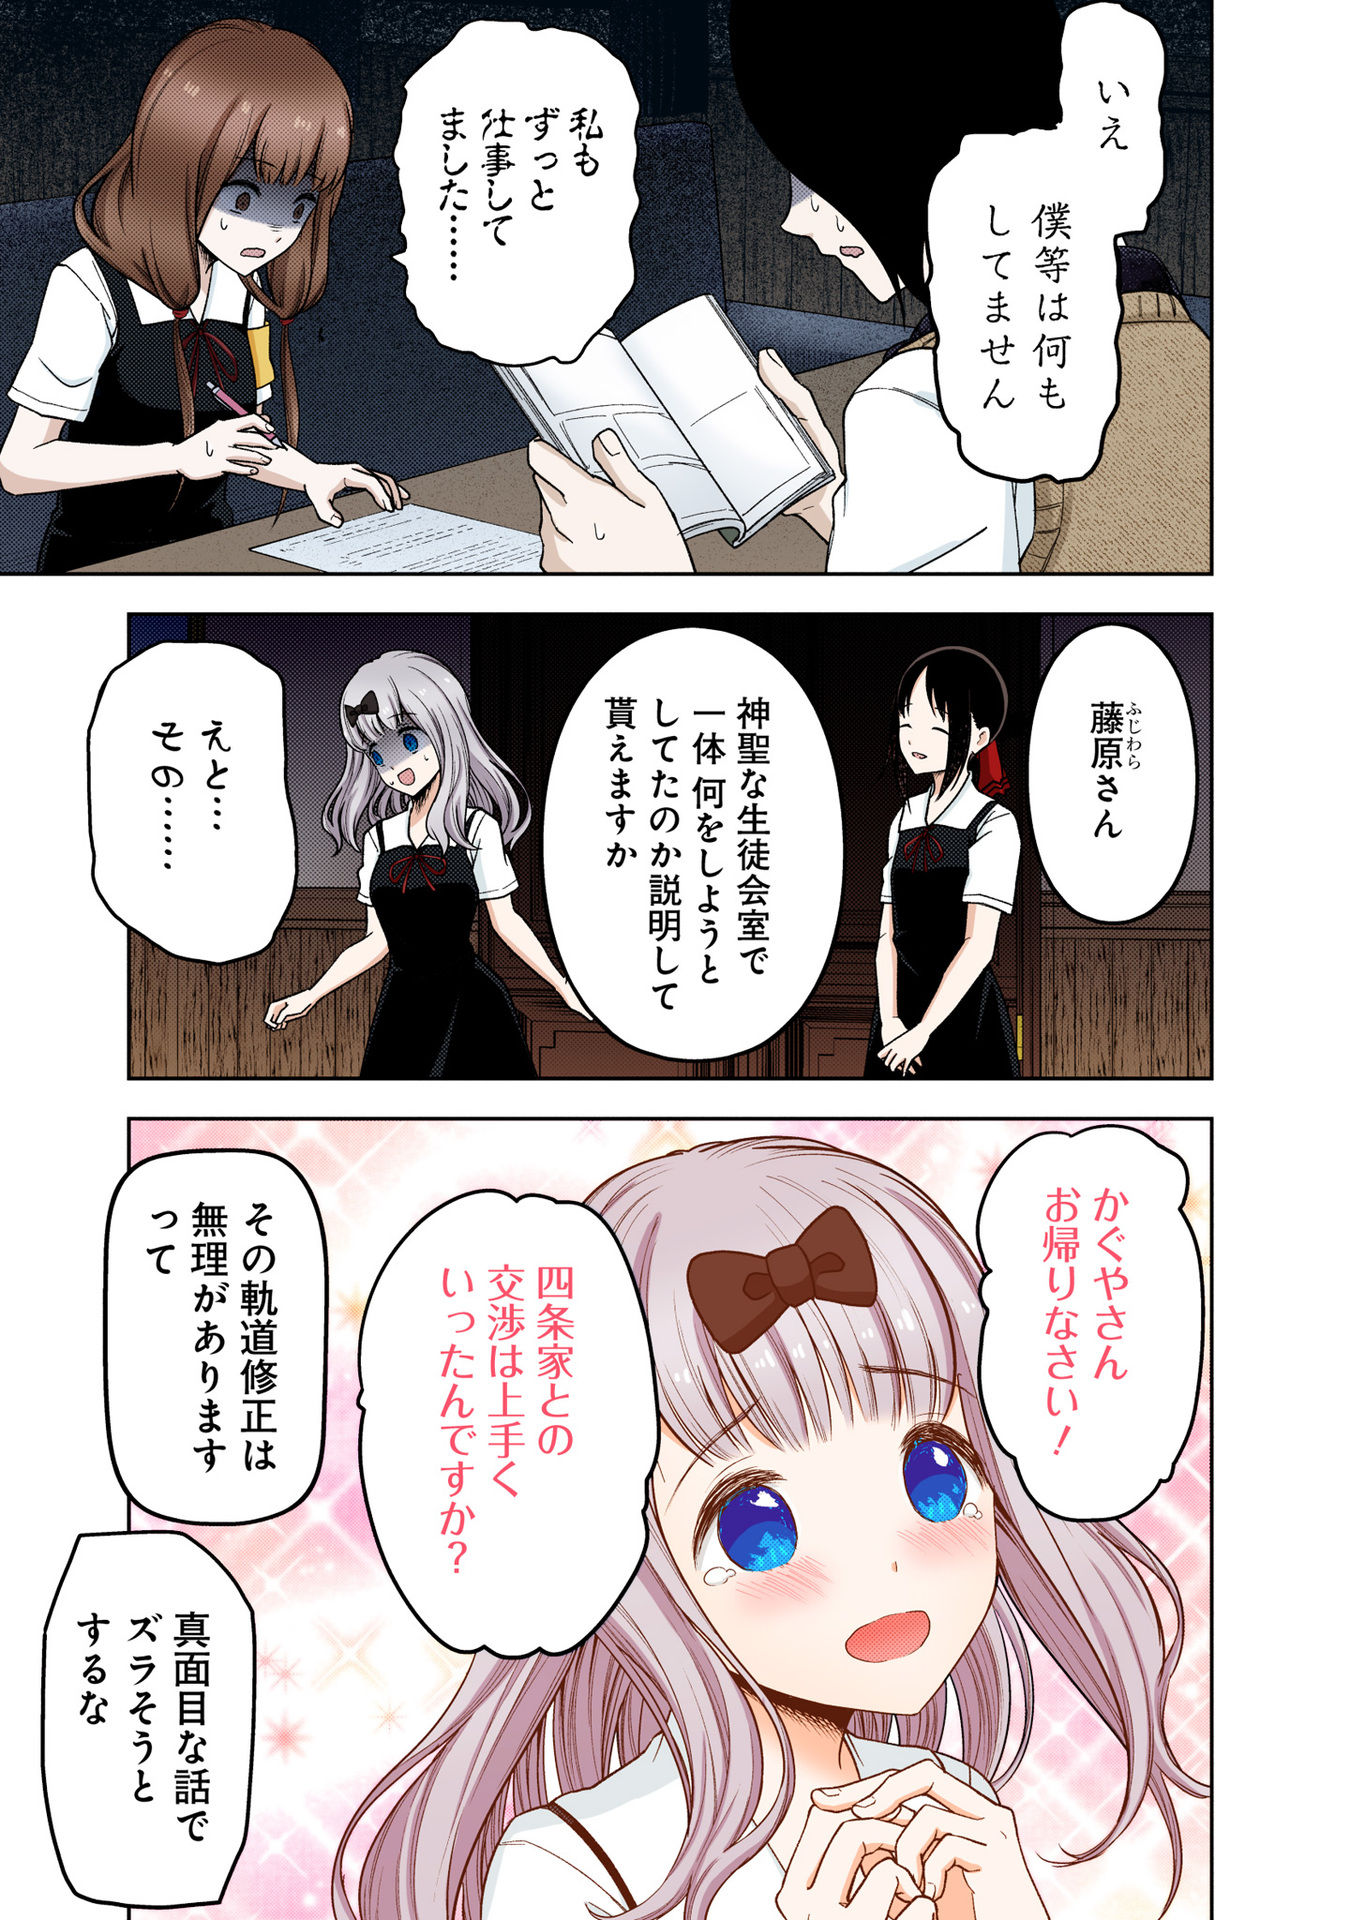 いえ
僕等は何も
してません
私も
ずっと
仕事して
ました……
藤原さん
ふじわら
神聖な生徒会室で
一体何をしようと
してたのか説明して
貰えますか
えと…
その……
かぐやさん
お帰りなさい！
四条家との
交渉は上手く
いったんですか？
その軌道修正は
無理があります
って
真面目な話で
ズラそうと
するな